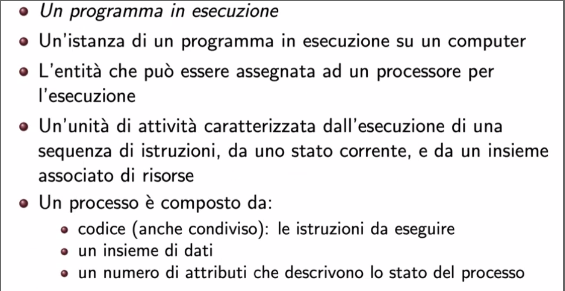 Un programma in esecuzione
Un'istanza di un programma in esecuzione su un computer
L'entità che può essere assegnata ad un processore per
l'esecuzione
Un'unità di attività caratterizzata dall'esecuzione di una
sequenza di istruzioni, da uno stato corrente, e da un insieme
associato di risorse
Un processo è composto da:
codice (anche condiviso): le istruzioni da eseguire
un insieme di dati
un numero di attributi che descrivono lo stato del processo